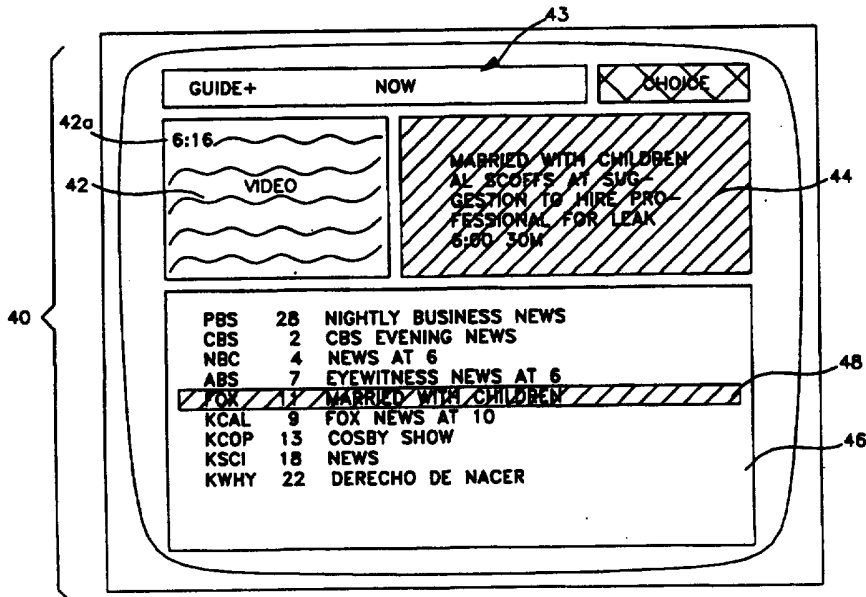 43
GUIDE+ NOW CHOICE
42a
6:16
42
VIDEO
MARRIED WITH CHILDREN
AL SCOFFS AT SUG-
GESTION TO HIRE PRO-
FESSIONAL FOR LEAK
6:00 30M
44
40
PBS 28 NIGHTLY BUSINESS NEWS
CBS 2 CBS EVENING NEWS
NBC 4 NEWS AT 6
ABS 7 EYEWITNESS NEWS AT 6
FOX 11 MARRIED WITH CHILDREN
48
KCAL 9 FOX NEWS AT 10
KCOP 13 COSBY SHOW
46
KSCI 18 NEWS
KWHY 22 DERECHO DE NACER